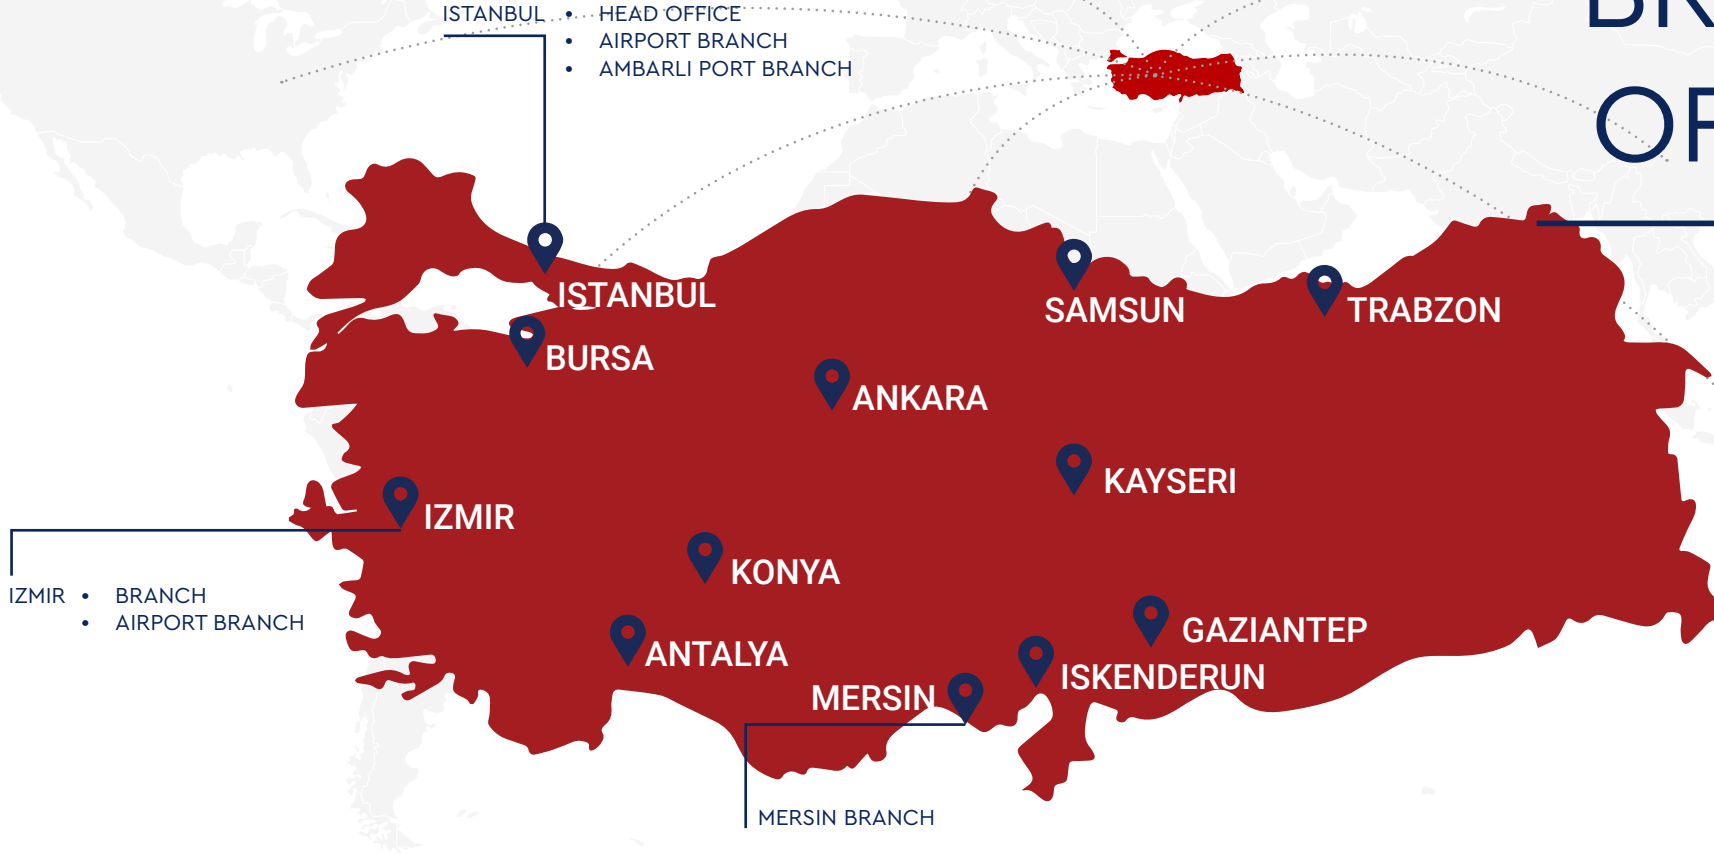 ISTANBUL • HEAD OFFICE
• AIRPORT BRANCH
• AMBARLI PORT BRANCH
ISTANBUL
SAMSUN
TRABZON
BURSA
ANKARA
KAYSERI
IZMIR
KONYA
IZMIR • BRANCH
• AIRPORT BRANCH
GAZIANTEP
ANTALYA
ISKENDERUN
MERSIN
MERSIN BRANCH